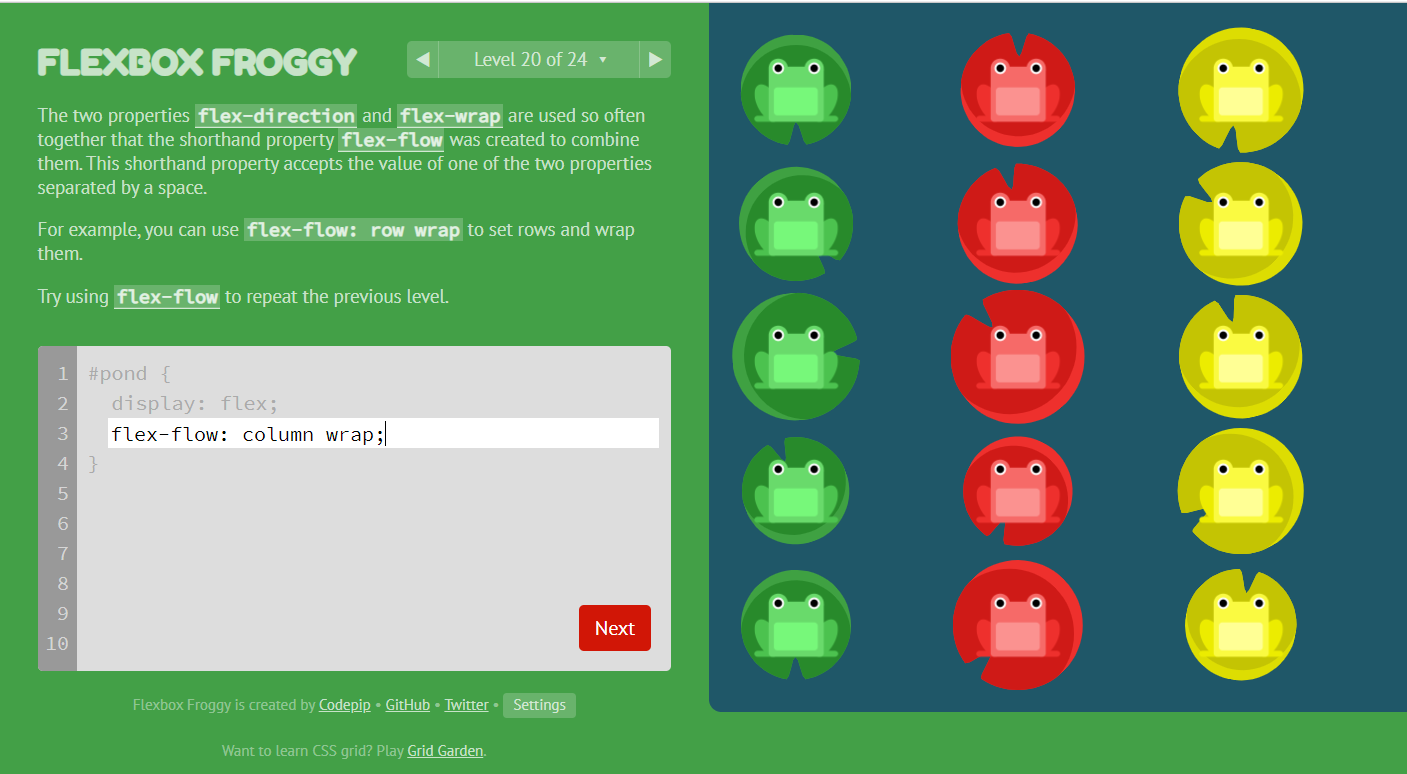 FLEXBOX FROGGY
◀ Level 20 of 24 ▼ ▶
The two properties flex-direction and flex-wrap are used so often
together that the shorthand property flex-flow was created to combine
them. This shorthand property accepts the value of one of the two properties
separated by a space.
For example, you can use flex-flow: row wrap to set rows and wrap
them.
Try using flex-flow to repeat the previous level.
1 #pond {
2 display: flex;
3 flex-flow: column wrap;
4 }
5
6
7
8
9
10
Next
Flexbox Froggy is created by Codepip • GitHub • Twitter • Settings
Want to learn CSS grid? Play Grid Garden.